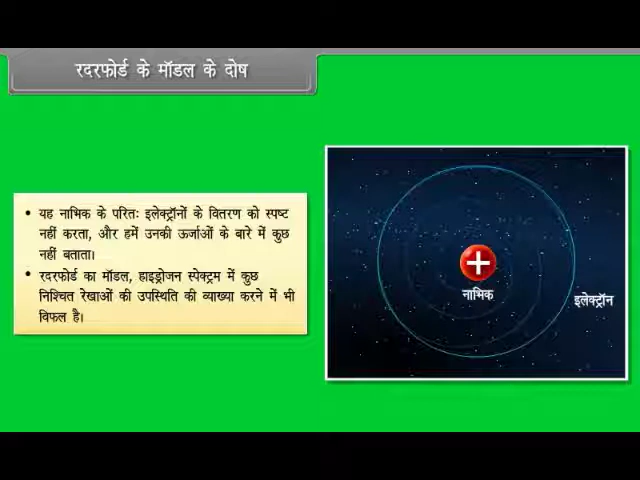 रदरफोर्ड के मॉडल के दोष
• यह नाभिक के परितः इलेक्ट्रॉनों के वितरण को स्पष्ट
नहीं करता, और हमें उनकी ऊर्जाओं के बारे में कुछ
नहीं बताता।
• रदरफोर्ड का मॉडल, हाइड्रोजन स्पेक्ट्रम में कुछ
निश्चित रेखाओं की उपस्थिति की व्याख्या करने में भी
विफल है।
नाभिक
इलेक्ट्रॉन